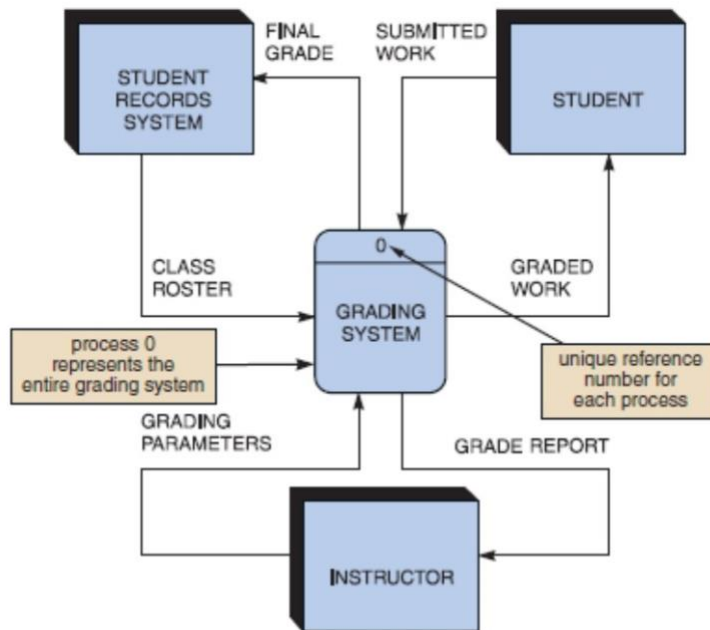 FINAL
GRADE
SUBMITTED
WORK
STUDENT
RECORDS
SYSTEM
STUDENT
0
CLASS
ROSTER
GRADING
SYSTEM
GRADED
WORK
process 0
represents the
entire grading system
unique reference
number for
each process
GRADING
PARAMETERS
GRADE REPORT
INSTRUCTOR